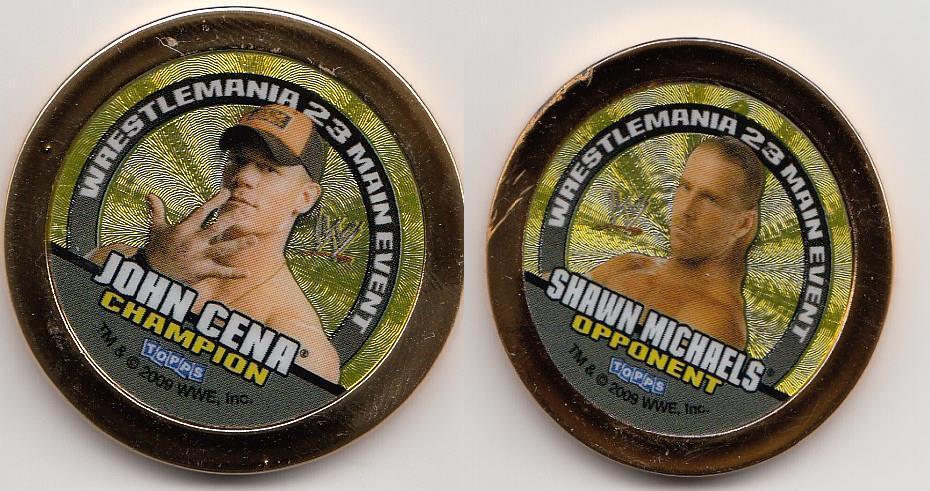 WRESTLEMANIA 23 MAIN EVENT
W
JOHN CENA®
CHAMPION
TOPPS
TM & © 2009 WWE, Inc.
WRESTLEMANIA 23 MAIN EVENT
W
SHAWN MICHAELS®
OPPONENT
TOPPS
TM & © 2009 WWE, Inc.